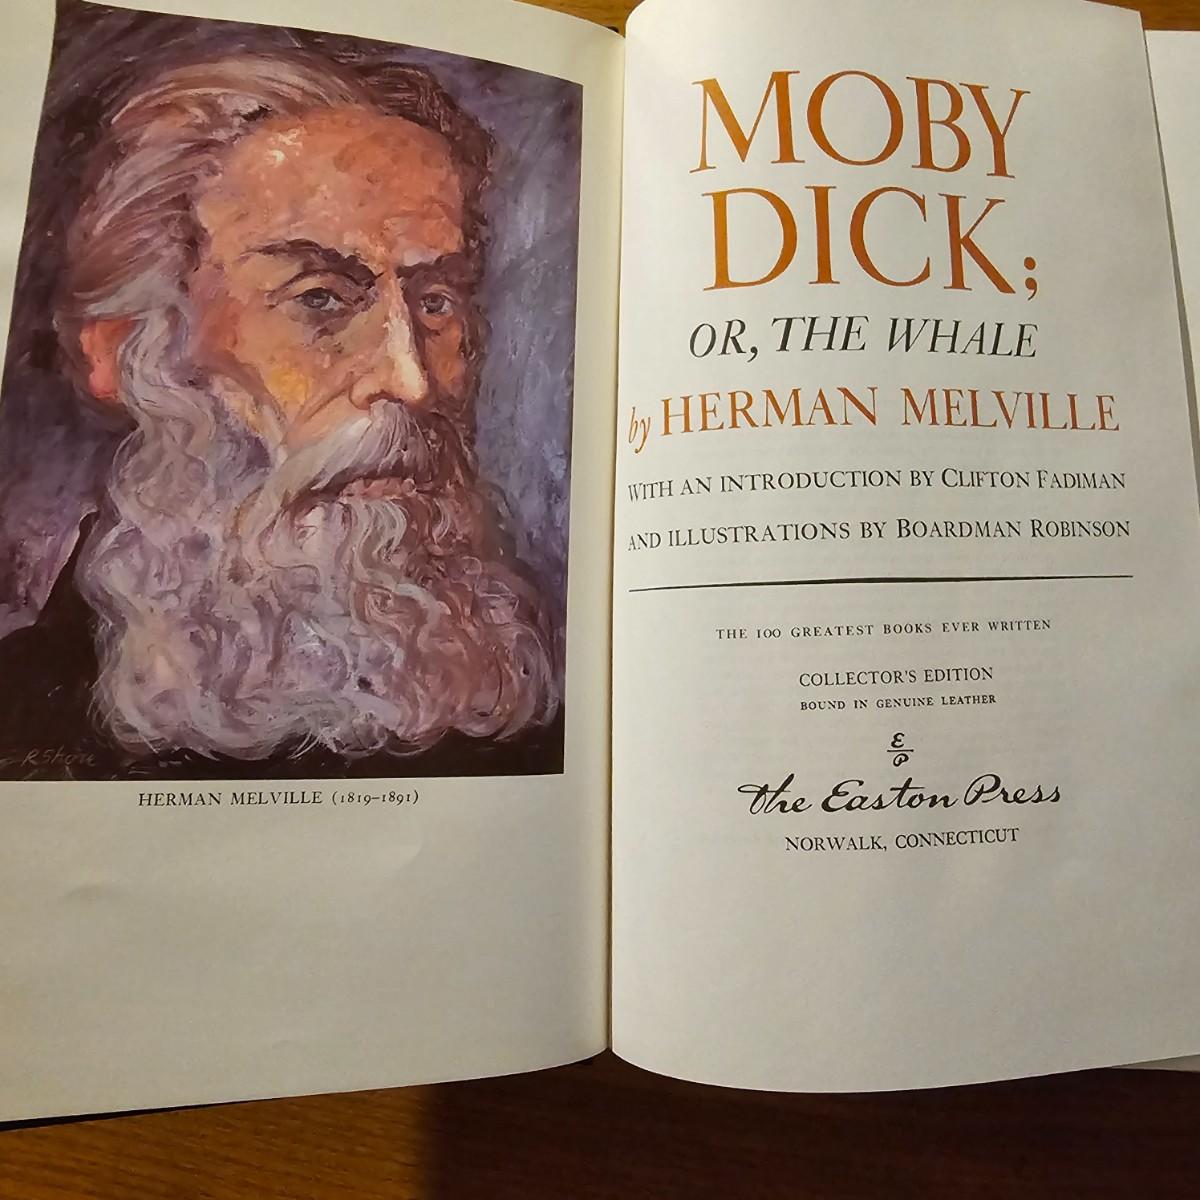 HERMAN MELVILLE (1819–1891)
MOBY
DICK;
OR, THE WHALE
by HERMAN MELVILLE
WITH AN INTRODUCTION BY CLIFTON FADIMAN
AND ILLUSTRATIONS BY BOARDMAN ROBINSON
THE 100 GREATEST BOOKS EVER WRITTEN
COLLECTOR'S EDITION
BOUND IN GENUINE LEATHER
E
P
The Easton Press
NORWALK, CONNECTICUT